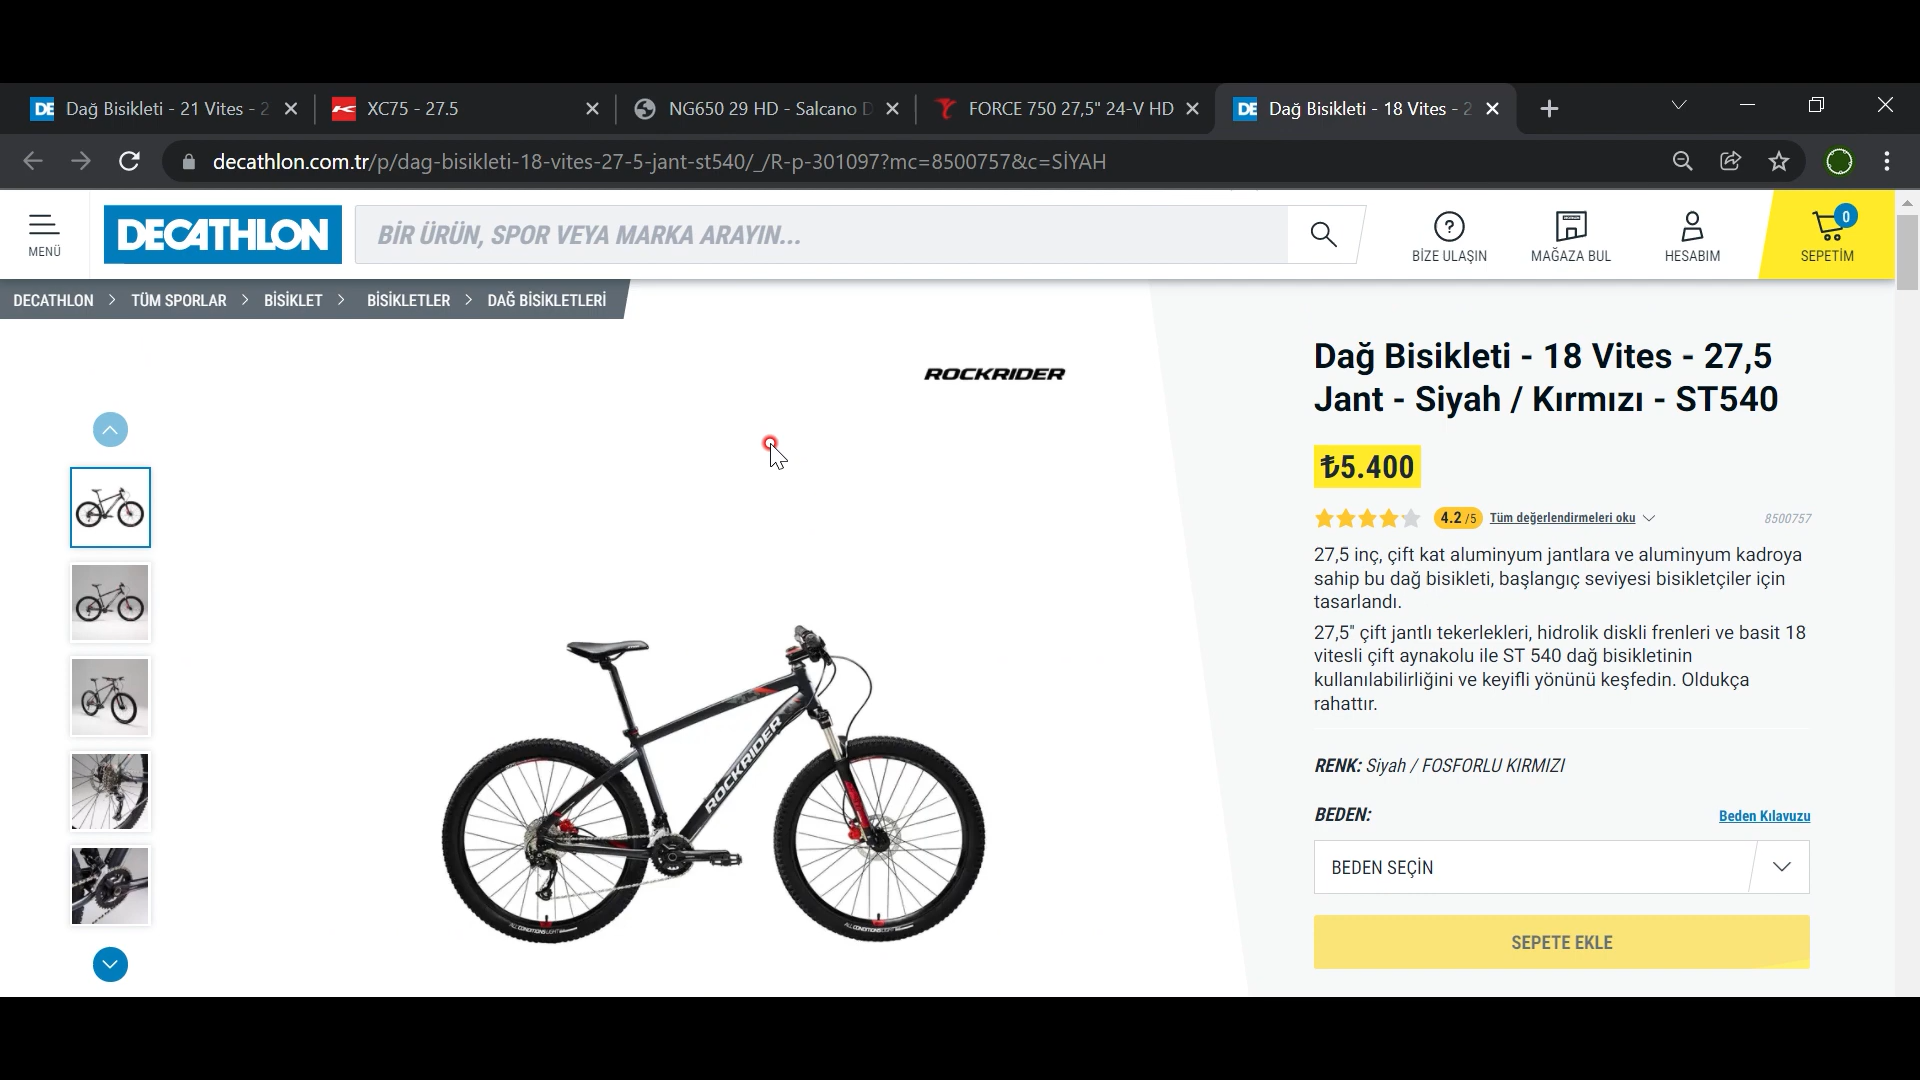 Dağ Bisikleti - 21 Vites - 2
XC75 - 27.5
NG650 29 HD - Salcano D
FORCE 750 27,5" 24-V HD
Dağ Bisikleti - 18 Vites - 2
decathlon.com.tr/p/dag-bisikleti-18-vites-27-5-jant-st540/_/R-p-301097?mc=8500757&c=SİYAH
MENÜ
DECATHLON
BİR ÜRÜN, SPOR VEYA MARKA ARAYIN...
BİZE ULAŞIN
MAĞAZA BUL
HESABIM
0
SEPETİM
DECATHLON > TÜM SPORLAR > BİSİKLET > BİSİKLETLER > DAĞ BİSİKLETLERİ
ROCKRIDER
ROCKRIDER
Dağ Bisikleti - 18 Vites - 27,5
Jant - Siyah / Kırmızı - ST540
₺5.400
4.2 /5 Tüm değerlendirmeleri oku
8500757
27,5 inç, çift kat aluminyum jantlara ve aluminyum kadroya
sahip bu dağ bisikleti, başlangıç seviyesi bisikletçiler için
tasarlandı.
27,5" çift jantlı tekerlekleri, hidrolik diskli frenleri ve basit 18
vitesli çift aynakolu ile ST 540 dağ bisikletinin
kullanılabilirliğini ve keyifli yönünü keşfedin. Oldukça
rahattır.
RENK: Siyah / FOSFORLU KIRMIZI
BEDEN:
Beden Kılavuzu
BEDEN SEÇİN
SEPETE EKLE